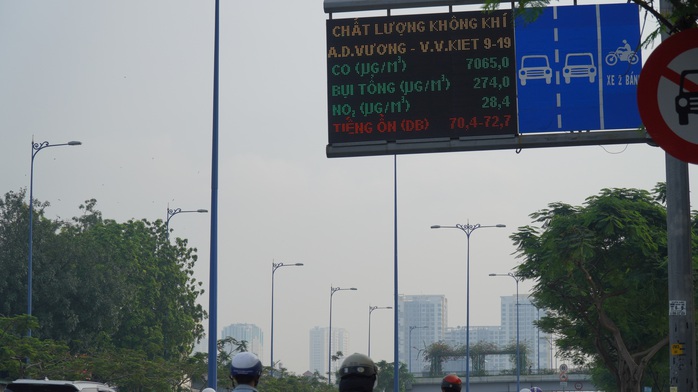 CHẤT LƯỢNG KHÔNG KHÍ
A.D.VƯƠNG - V.V.KIET 9-19
CO (µG/M³) 7065,0
BỤI TỔNG (µG/M³) 274,0
NO₂ (µG/M³) 28,4
TIẾNG ỒN (DB) 70,4-72,7
XE 2 BÁNH